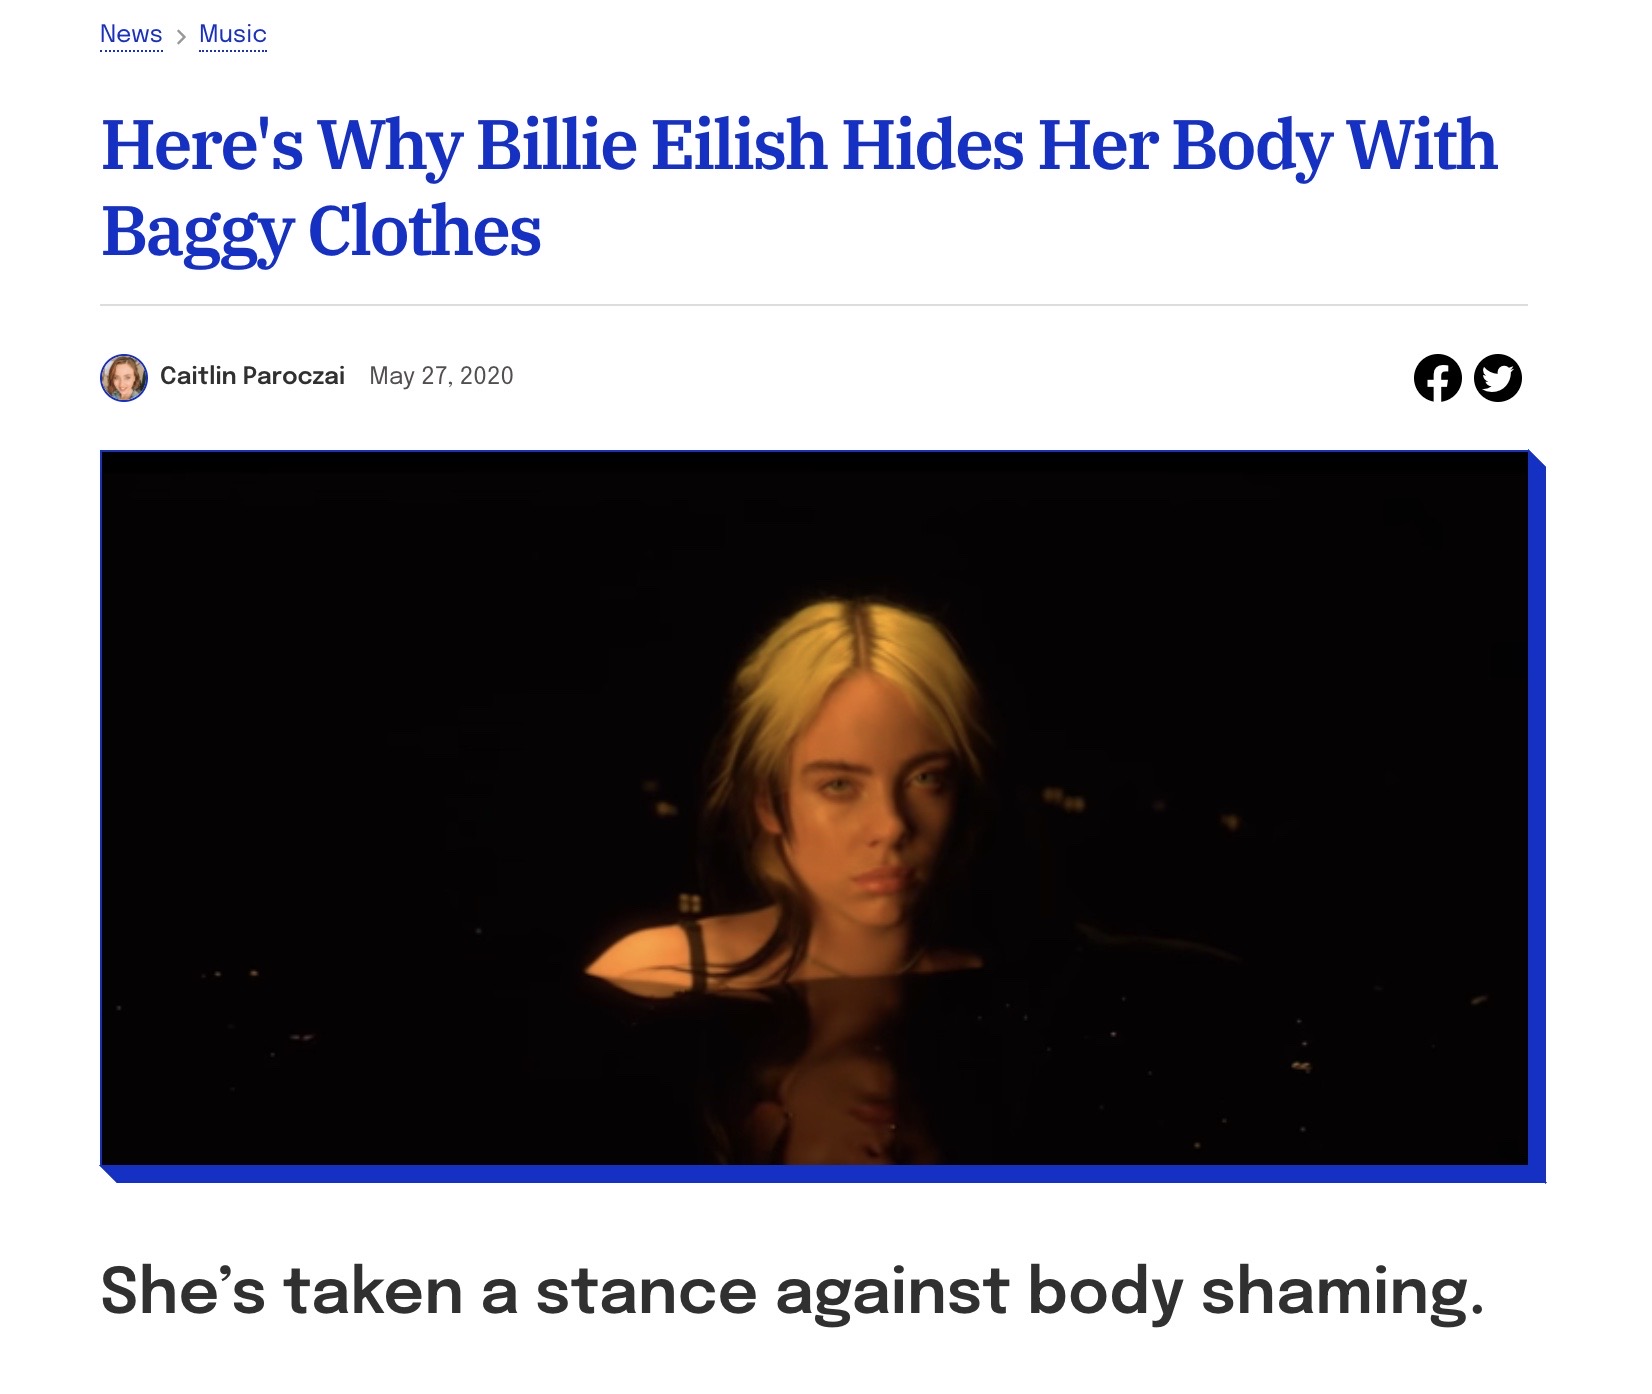 News > Music
Here's Why Billie Eilish Hides Her Body With
Baggy Clothes
Caitlin Paroczai May 27, 2020
She’s taken a stance against body shaming.